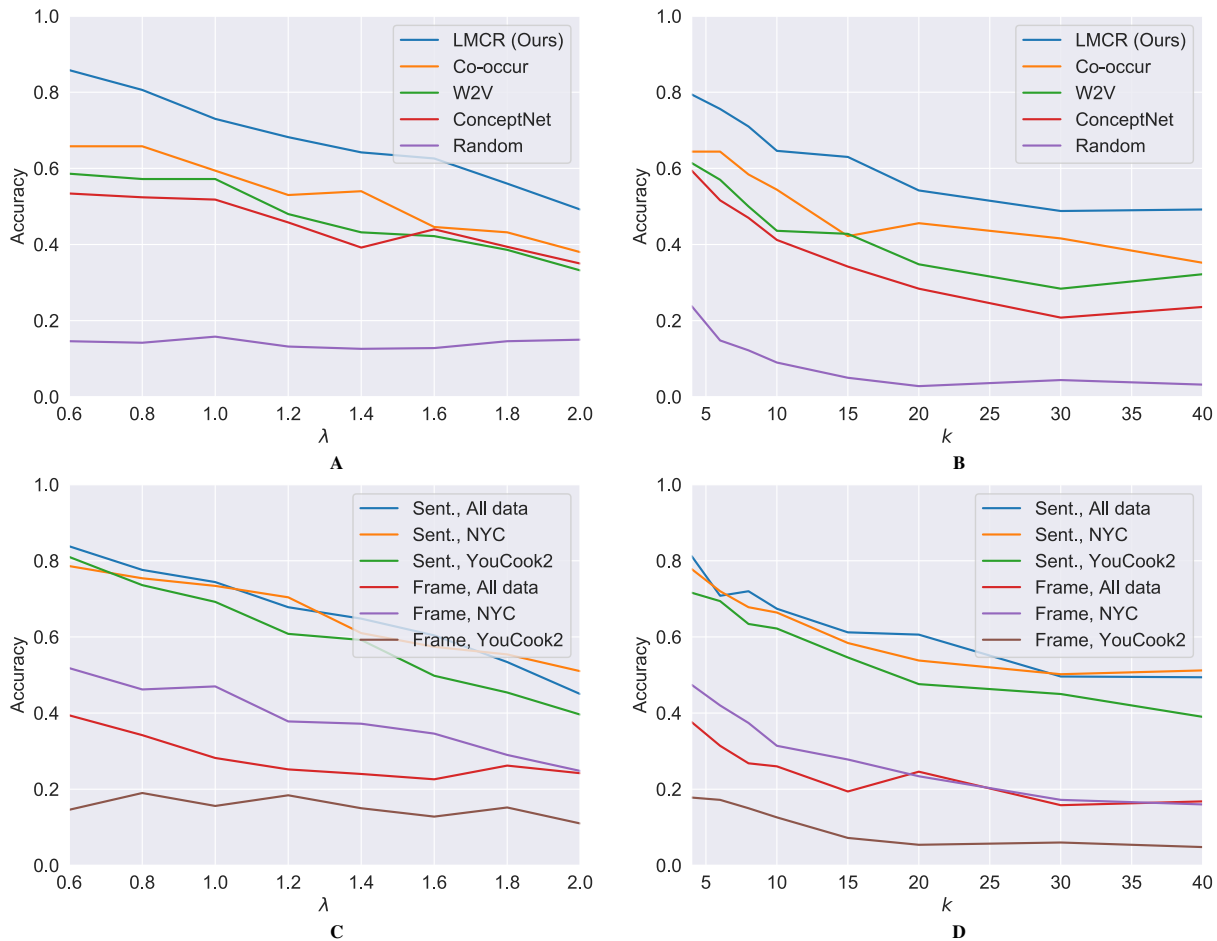 1.0
0.8
0.6
0.4
0.2
0.0
Accuracy
LMCR (Ours)
Co-occur
W2V
ConceptNet
Random
0.6 0.8 1.0 1.2 1.4 1.6 1.8 2.0
λ
A
1.0
0.8
0.6
0.4
0.2
0.0
Accuracy
LMCR (Ours)
Co-occur
W2V
ConceptNet
Random
5 10 15 20 25 30 35 40
k
B
1.0
0.8
0.6
0.4
0.2
0.0
Accuracy
Sent., All data
Sent., NYC
Sent., YouCook2
Frame, All data
Frame, NYC
Frame, YouCook2
0.6 0.8 1.0 1.2 1.4 1.6 1.8 2.0
λ
C
1.0
0.8
0.6
0.4
0.2
0.0
Accuracy
Sent., All data
Sent., NYC
Sent., YouCook2
Frame, All data
Frame, NYC
Frame, YouCook2
5 10 15 20 25 30 35 40
k
D